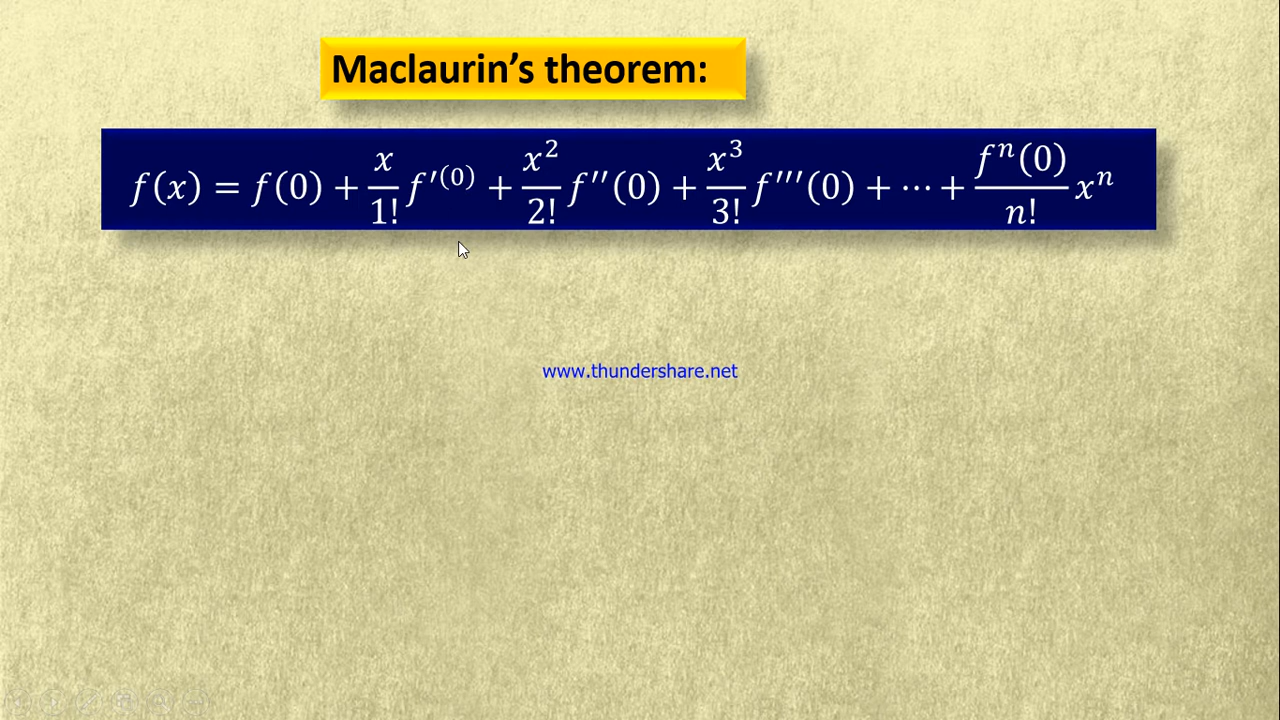 Maclaurin’s theorem:
f(x) = f(0) + x/1! f′⁽⁰⁾ + x²/2! f′′(0) + x³/3! f′′′(0) + ⋯ + fⁿ(0)/n! xⁿ
www.thundershare.net